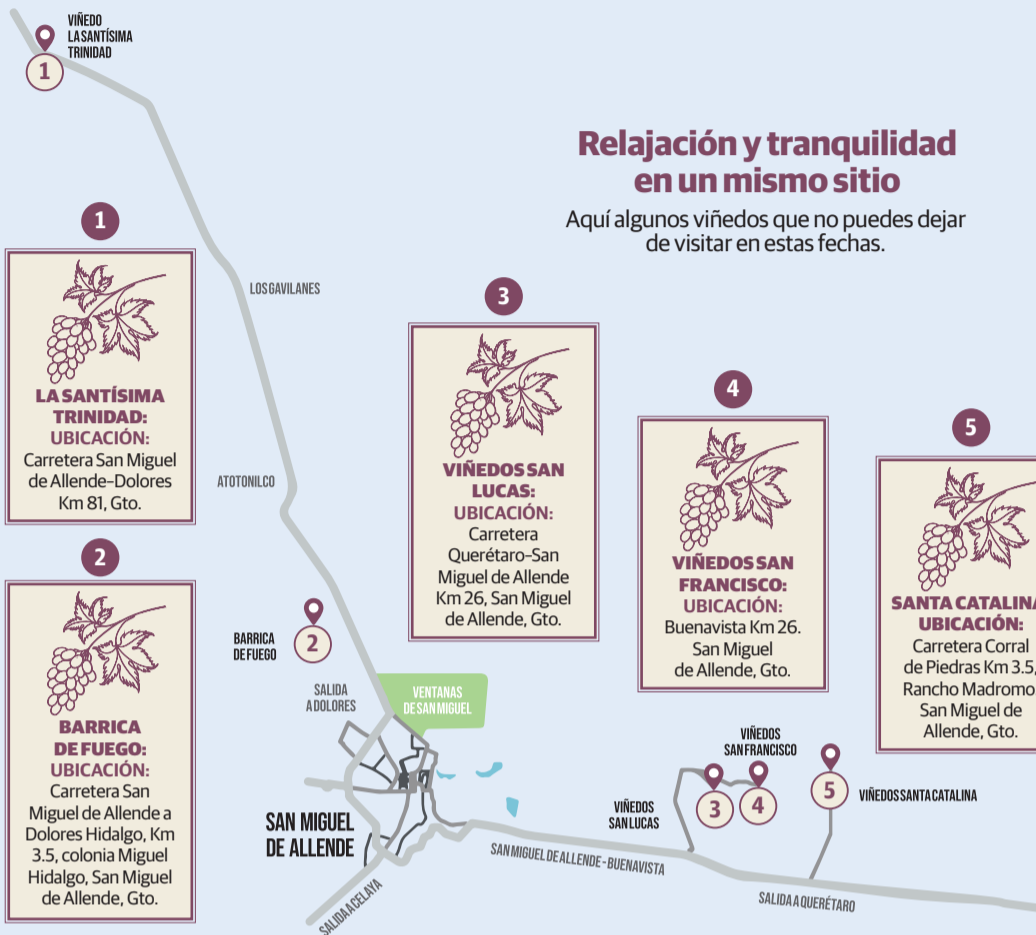 VIÑEDO
LA SANTÍSIMA
TRINIDAD
1
Relajación y tranquilidad
en un mismo sitio
Aquí algunos viñedos que no puedes dejar
de visitar en estas fechas.
1
LA SANTÍSIMA
TRINIDAD:
UBICACIÓN:
Carretera San Miguel
de Allende-Dolores
Km 81, Gto.
2
BARRICA
DE FUEGO:
UBICACIÓN:
Carretera San
Miguel de Allende a
Dolores Hidalgo, Km
3.5, colonia Miguel
Hidalgo, San Miguel
de Allende, Gto.
3
VIÑEDOS SAN
LUCAS:
UBICACIÓN:
Carretera
Querétaro-San
Miguel de Allende
Km 26, San Miguel
de Allende, Gto.
4
VIÑEDOS SAN
FRANCISCO:
UBICACIÓN:
Buenavista Km 26.
San Miguel
de Allende, Gto.
5
SANTA CATALINA
UBICACIÓN:
Carretera Corral
de Piedras Km 3.5,
Rancho Madromo
San Miguel de
Allende, Gto.
LOS GAVILANES
ATOTONILCO
BARRICA
DE FUEGO
2
SALIDA
A DOLORES
VENTANAS
DE SAN MIGUEL
SAN MIGUEL
DE ALLENDE
SALIDA A CELAYA
SAN MIGUEL DE ALLENDE - BUENAVISTA
VIÑEDOS
SAN LUCAS
3
VIÑEDOS
SAN FRANCISCO
4
5
VIÑEDOS SANTA CATALINA
SALIDA A QUERÉTARO